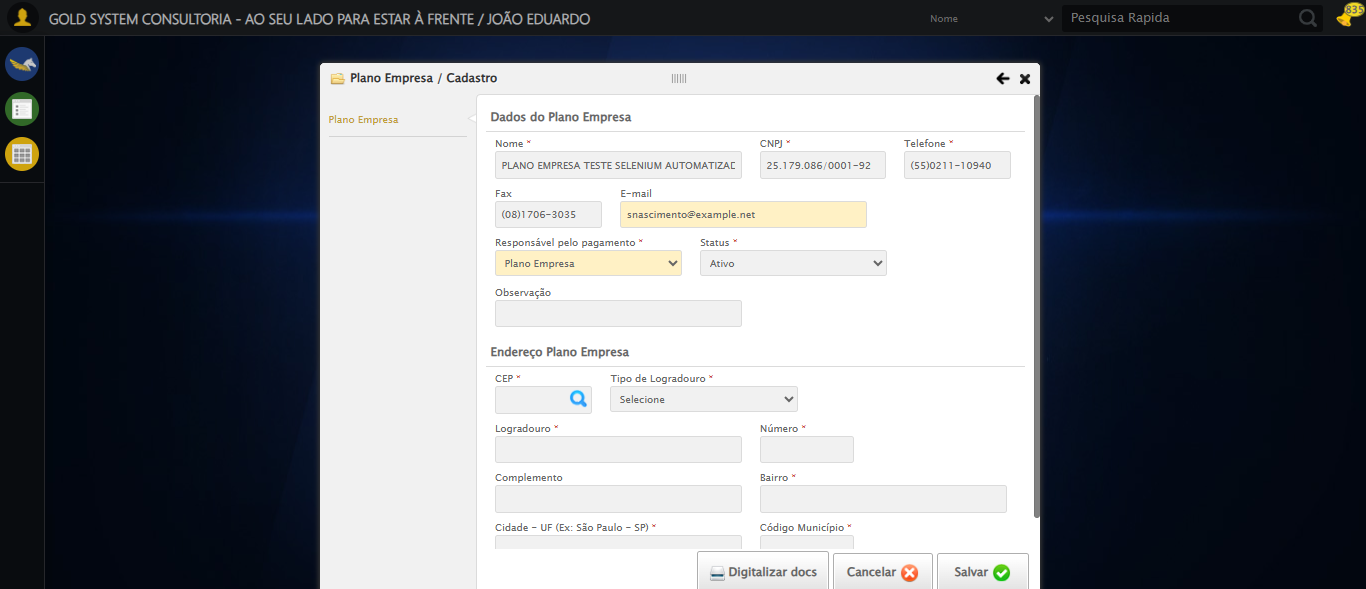 GOLD SYSTEM CONSULTORIA - AO SEU LADO PARA ESTAR À FRENTE / JOÃO EDUARDO
Nome
Pesquisa Rapida
835
Plano Empresa / Cadastro
Plano Empresa
Dados do Plano Empresa
Nome * CNPJ * Telefone *
PLANO EMPRESA TESTE SELENIUM AUTOMATIZAD 25.179.086/0001-92 (55)0211-10940
Fax E-mail
(08)1706-3035 snascimento@example.net
Responsável pelo pagamento * Status *
Plano Empresa Ativo
Observação
Endereço Plano Empresa
CEP * Tipo de Logradouro *
Selecione
Logradouro * Número *
Complemento Bairro *
Cidade - UF (Ex: São Paulo - SP) * Código Município *
Digitalizar docs Cancelar Salvar